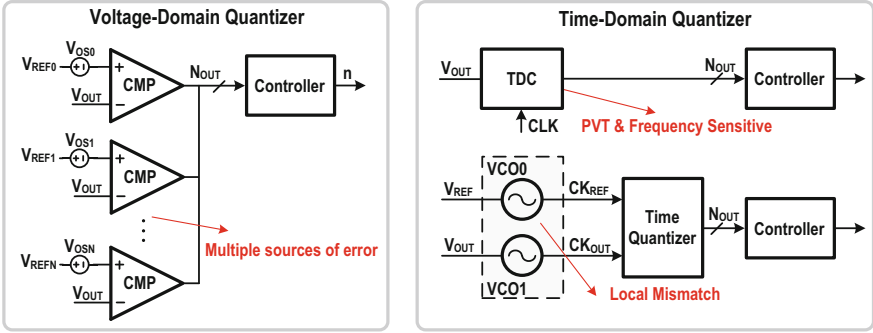 Voltage-Domain Quantizer
VOS0
VREF0
+
CMP
VOUT
−
NOUT
Controller
n
VOS1
VREF1
+
CMP
VOUT
−
Multiple sources of error
VOSN
VREFN
+
CMP
VOUT
−
Time-Domain Quantizer
VOUT
TDC
NOUT
Controller
CLK
PVT & Frequency Sensitive
VCO0
VREF
CKREF
Time
Quantizer
NOUT
Controller
VOUT
CKOUT
VCO1
Local Mismatch